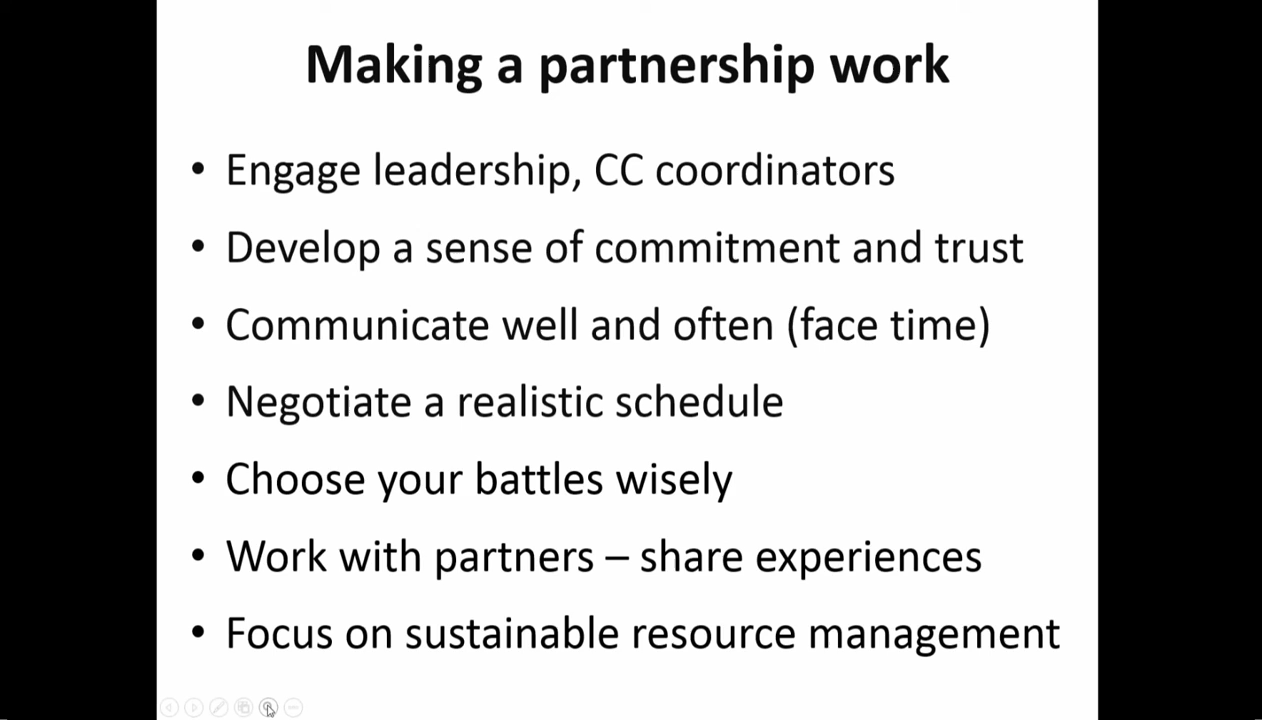 Making a partnership work
• Engage leadership, CC coordinators
• Develop a sense of commitment and trust
• Communicate well and often (face time)
• Negotiate a realistic schedule
• Choose your battles wisely
• Work with partners – share experiences
• Focus on sustainable resource management